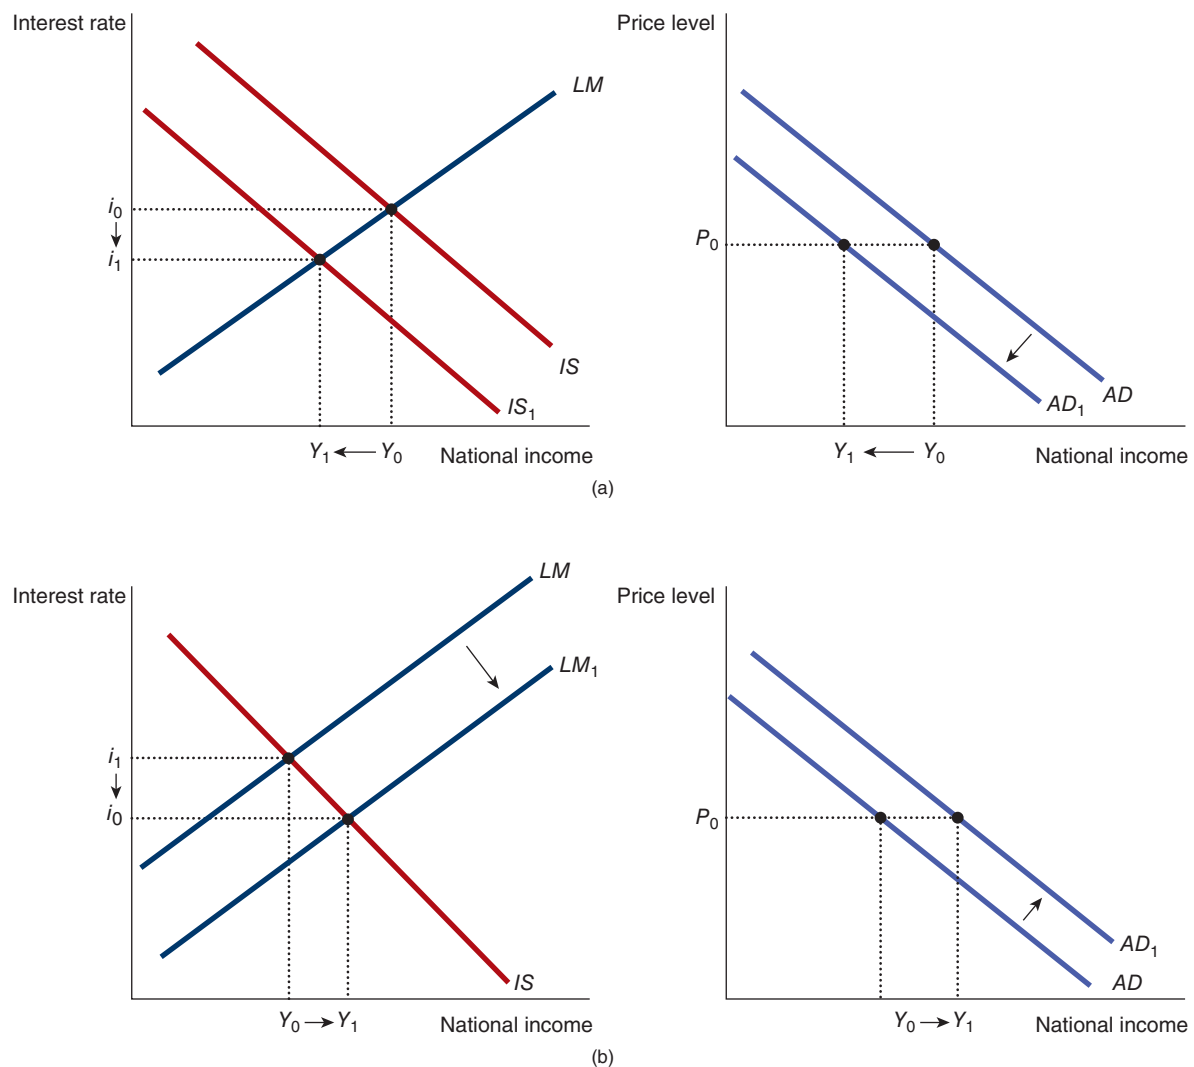 Interest rate
LM
i0
i1
IS
IS1
Y1 Y0 National income
Price level
P0
AD1 AD
Y1 Y0 National income
(a)
Interest rate
LM
LM1
i1
i0
IS
Y0 Y1 National income
Price level
P0
AD1
AD
Y0 Y1 National income
(b)